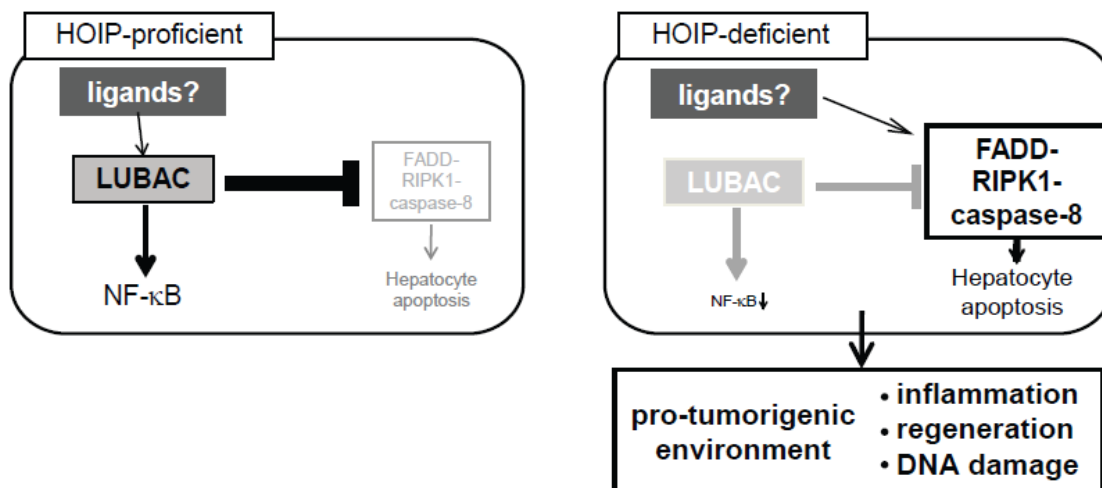 HOIP-proficient
ligands?
LUBAC
FADD-
RIPK1-
caspase-8
NF-κB
Hepatocyte
apoptosis
HOIP-deficient
ligands?
LUBAC
FADD-
RIPK1-
caspase-8
NF-κB↓
Hepatocyte
apoptosis
pro-tumorigenic
environment
• inflammation
• regeneration
• DNA damage